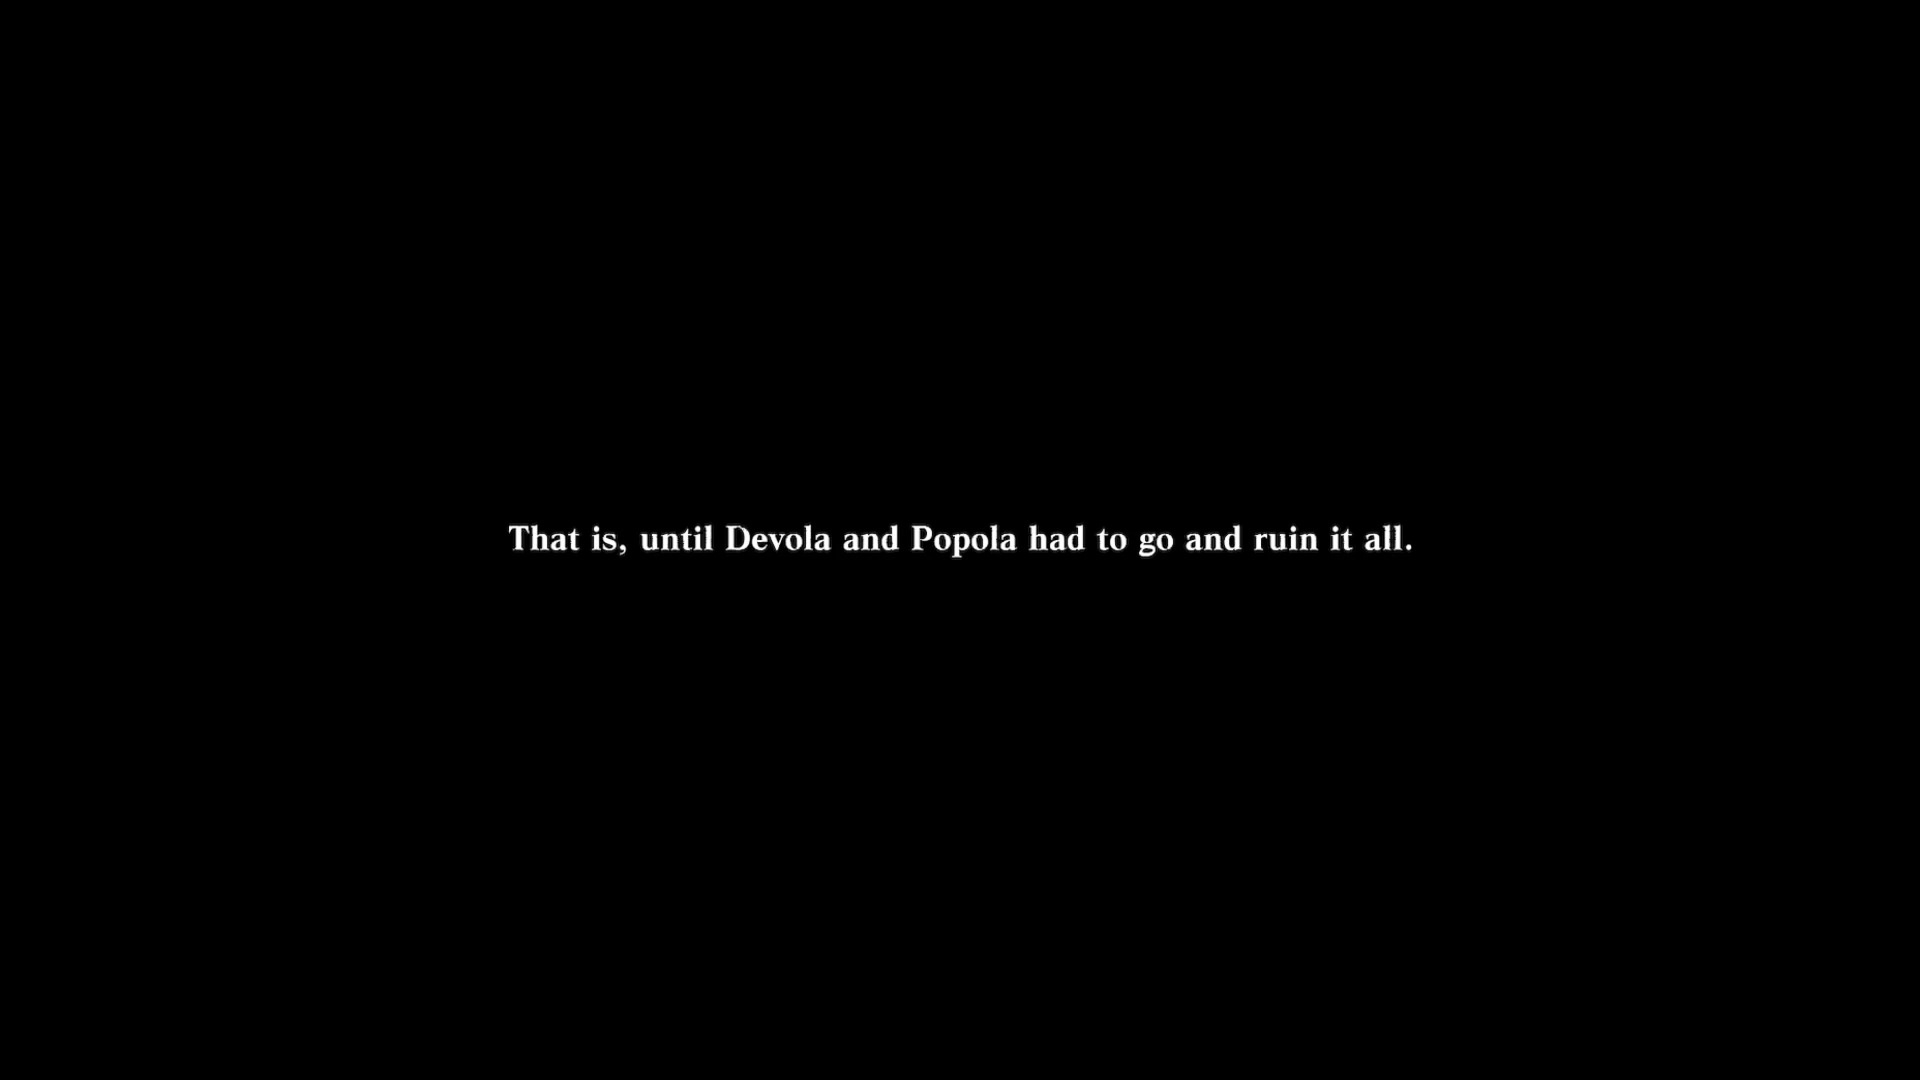 That is, until Devola and Popola had to go and ruin it all.